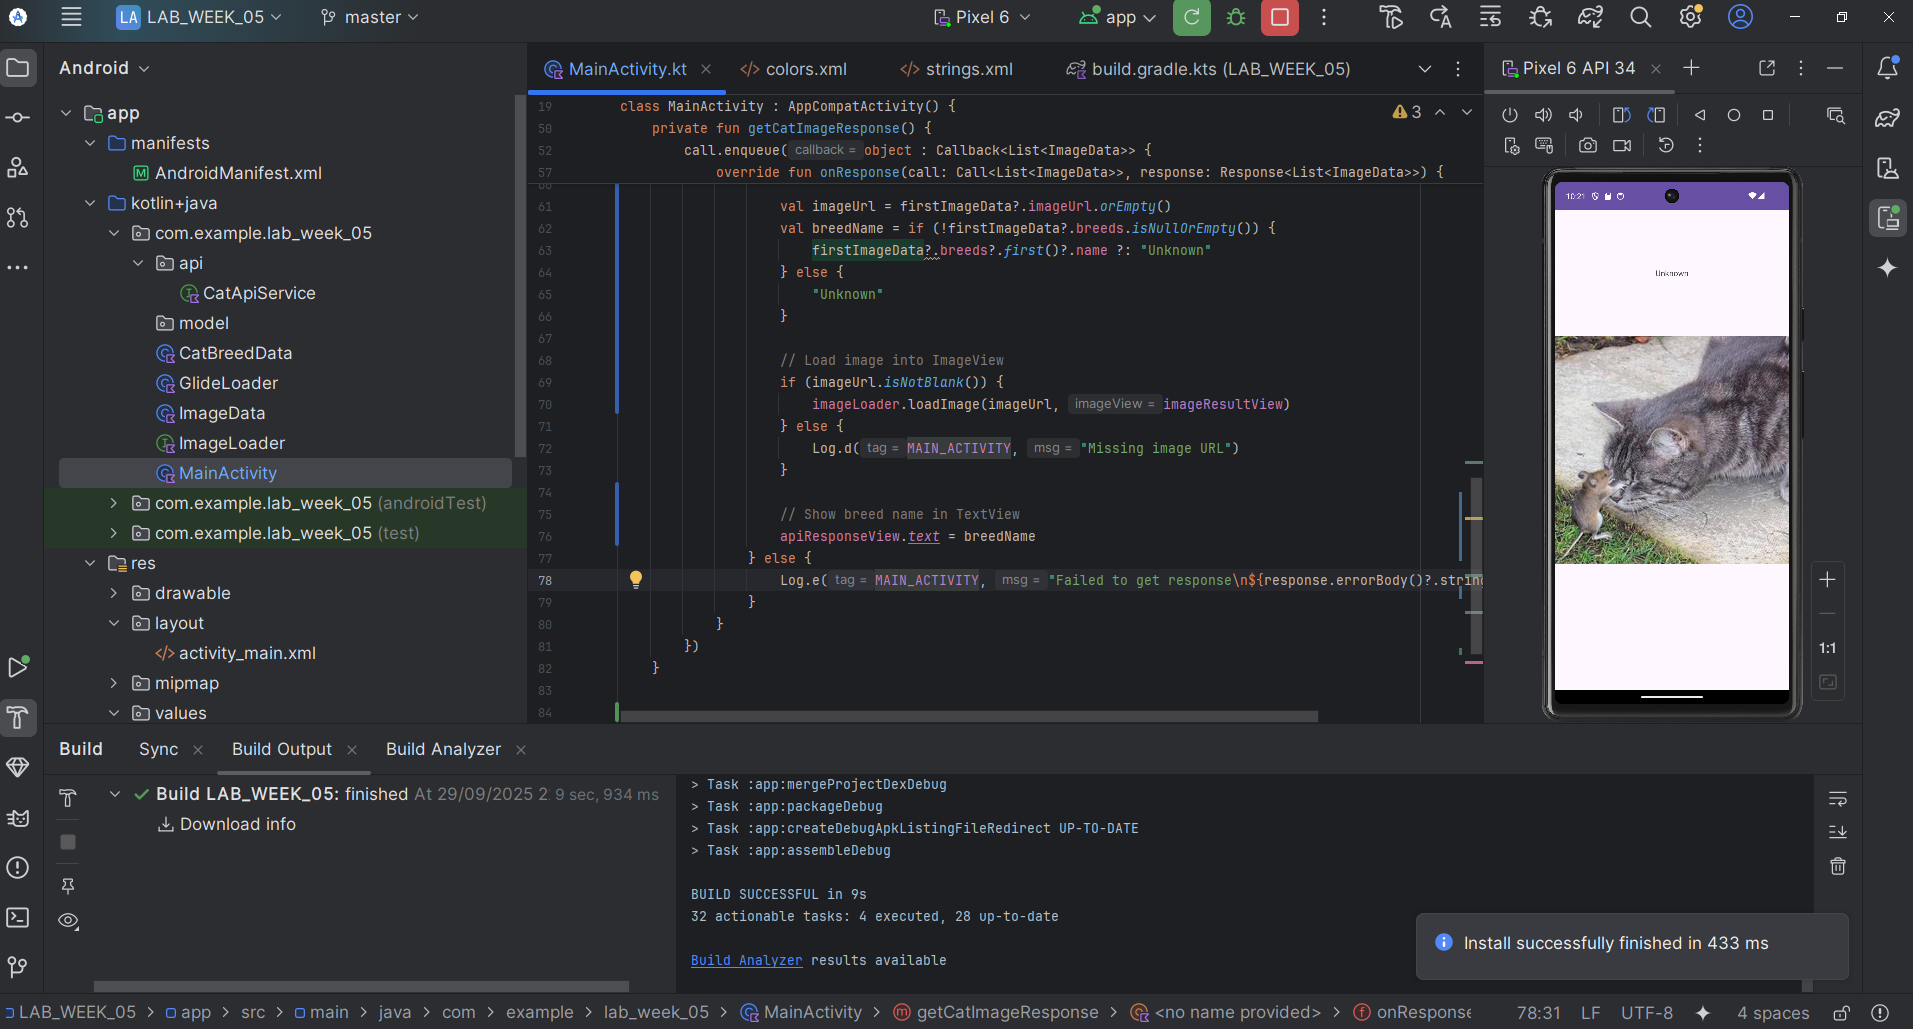 LA LAB_WEEK_05 master Pixel 6 app
Android
app
manifests
AndroidManifest.xml
kotlin+java
com.example.lab_week_05
api
CatApiService
model
CatBreedData
GlideLoader
ImageData
ImageLoader
MainActivity
com.example.lab_week_05 (androidTest)
com.example.lab_week_05 (test)
res
drawable
layout
activity_main.xml
mipmap
values
MainActivity.kt colors.xml strings.xml build.gradle.kts (LAB_WEEK_05)
3
19 class MainActivity : AppCompatActivity() {
50 private fun getCatImageResponse() {
52 call.enqueue( callback = object : Callback<List<ImageData>> {
57 override fun onResponse(call: Call<List<ImageData>>, response: Response<List<ImageData>>) {
61 val imageUrl = firstImageData?.imageUrl.orEmpty()
62 val breedName = if (!firstImageData?.breeds.isNullOrEmpty()) {
63 firstImageData?.breeds?.first()?.name ?: "Unknown"
64 } else {
65 "Unknown"
66 }
67
68 // Load image into ImageView
69 if (imageUrl.isNotBlank()) {
70 imageLoader.loadImage(imageUrl, imageView = imageResultView)
71 } else {
72 Log.d( tag = MAIN_ACTIVITY, msg = "Missing image URL")
73 }
74
75 // Show breed name in TextView
76 apiResponseView.text = breedName
77 } else {
78 Log.e( tag = MAIN_ACTIVITY, msg = "Failed to get response\n${response.errorBody()?.string
79 }
80 }
81 })
82 }
83
84
Pixel 6 API 34
10:21
Unknown
1:1
Build Sync Build Output Build Analyzer
Build LAB_WEEK_05: finished At 29/09/2025 2 9 sec, 934 ms
Download info
> Task :app:mergeProjectDexDebug
> Task :app:packageDebug
> Task :app:createDebugApkListingFileRedirect UP-TO-DATE
> Task :app:assembleDebug
BUILD SUCCESSFUL in 9s
32 actionable tasks: 4 executed, 28 up-to-date
Build Analyzer results available
Install successfully finished in 433 ms
LAB_WEEK_05 > app > src > main > java > com > example > lab_week_05 > MainActivity > getCatImageResponse > <no name provided> > onResponse
78:31 LF UTF-8 4 spaces